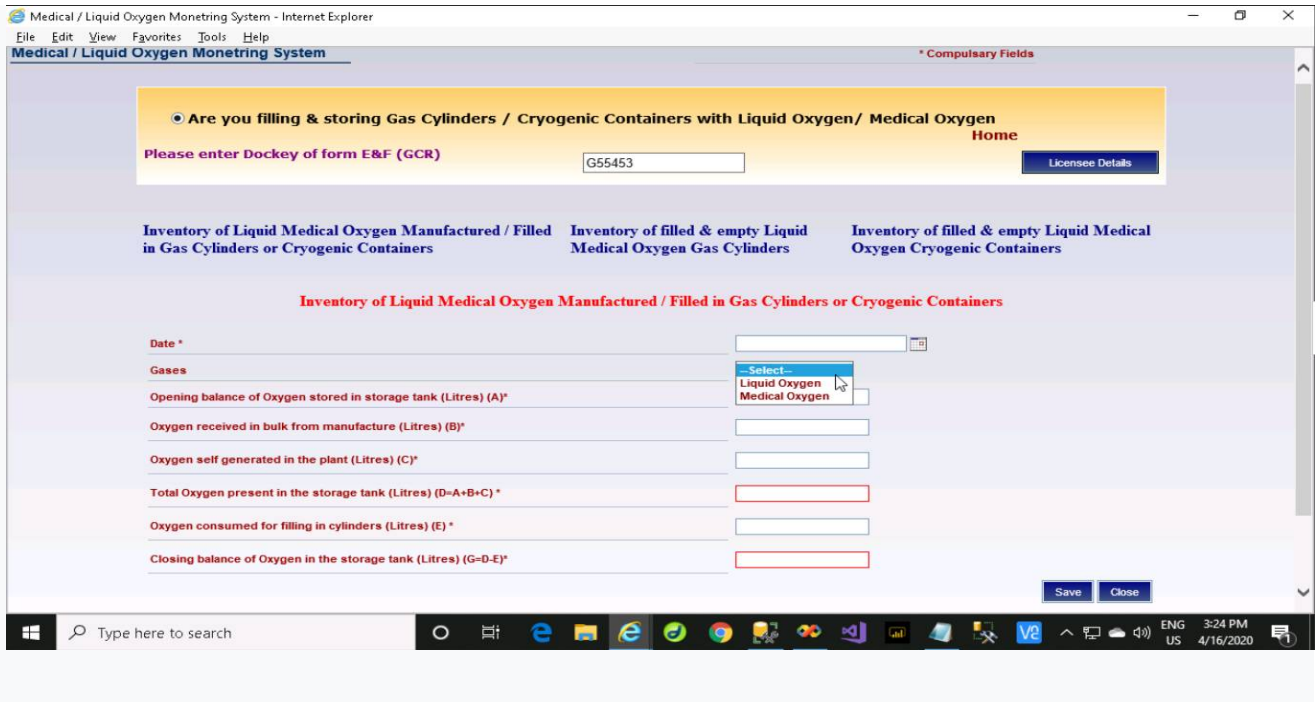 Medical / Liquid Oxygen Monetring System - Internet Explorer
File Edit View Favorites Tools Help
Medical / Liquid Oxygen Monetring System
* Compulsary Fields
Are you filling & storing Gas Cylinders / Cryogenic Containers with Liquid Oxygen/ Medical Oxygen
Home
Please enter Dockey of form E&F (GCR)
G55453
Licensee Details
Inventory of Liquid Medical Oxygen Manufactured / Filled
in Gas Cylinders or Cryogenic Containers
Inventory of filled & empty Liquid
Medical Oxygen Gas Cylinders
Inventory of filled & empty Liquid Medical
Oxygen Cryogenic Containers
Inventory of Liquid Medical Oxygen Manufactured / Filled in Gas Cylinders or Cryogenic Containers
Date *
Gases
--Select--
Liquid Oxygen
Medical Oxygen
Opening balance of Oxygen stored in storage tank (Litres) (A)*
Oxygen received in bulk from manufacture (Litres) (B)*
Oxygen self generated in the plant (Litres) (C)*
Total Oxygen present in the storage tank (Litres) (D=A+B+C) *
Oxygen consumed for filling in cylinders (Litres) (E) *
Closing balance of Oxygen in the storage tank (Litres) (G=D-E)*
Save Close
Type here to search
V2
ENG
US
3:24 PM
4/16/2020
1